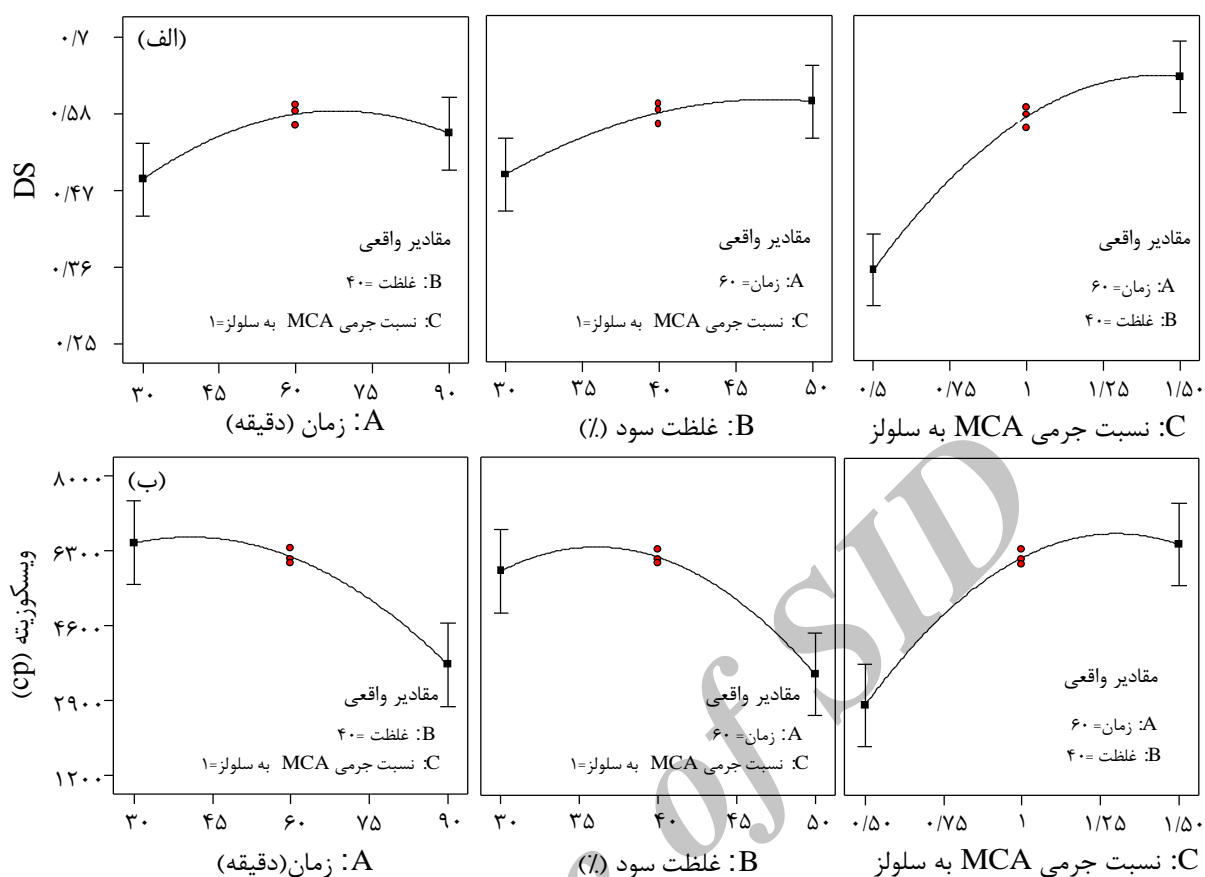 (الف)
DS
۰/۷
۰/۵۸
۰/۴۷
۰/۳۶
۰/۲۵
مقادیر واقعی
B: غلظت =۴۰
C: نسبت جرمی MCA به سلولز=۱
۳۰ ۴۵ ۶۰ ۷۵ ۹۰
A: زمان (دقیقه)
مقادیر واقعی
A: زمان= ۶۰
C: نسبت جرمی MCA به سلولز=۱
۳۰ ۳۵ ۴۰ ۴۵ ۵۰
B: غلظت سود (٪)
مقادیر واقعی
A: زمان= ۶۰
B: غلظت =۴۰
۰/۵ ۰/۷۵ ۱ ۱/۲۵ ۱/۵۰
C: نسبت جرمی MCA به سلولز
(ب)
ویسکوزیته (cp)
۸۰۰۰
۶۳۰۰
۴۶۰۰
۲۹۰۰
۱۲۰۰
مقادیر واقعی
B: غلظت =۴۰
C: نسبت جرمی MCA به سلولز=۱
۳۰ ۴۵ ۶۰ ۷۵ ۹۰
A: زمان(دقیقه)
مقادیر واقعی
A: زمان= ۶۰
C: نسبت جرمی MCA به سلولز=۱
۳۰ ۳۵ ۴۰ ۴۵ ۵۰
B: غلظت سود (٪)
مقادیر واقعی
A: زمان= ۶۰
B: غلظت =۴۰
۰/۵۰ ۰/۷۵ ۱ ۱/۲۵ ۱/۵۰
C: نسبت جرمی MCA به سلولز
of SID